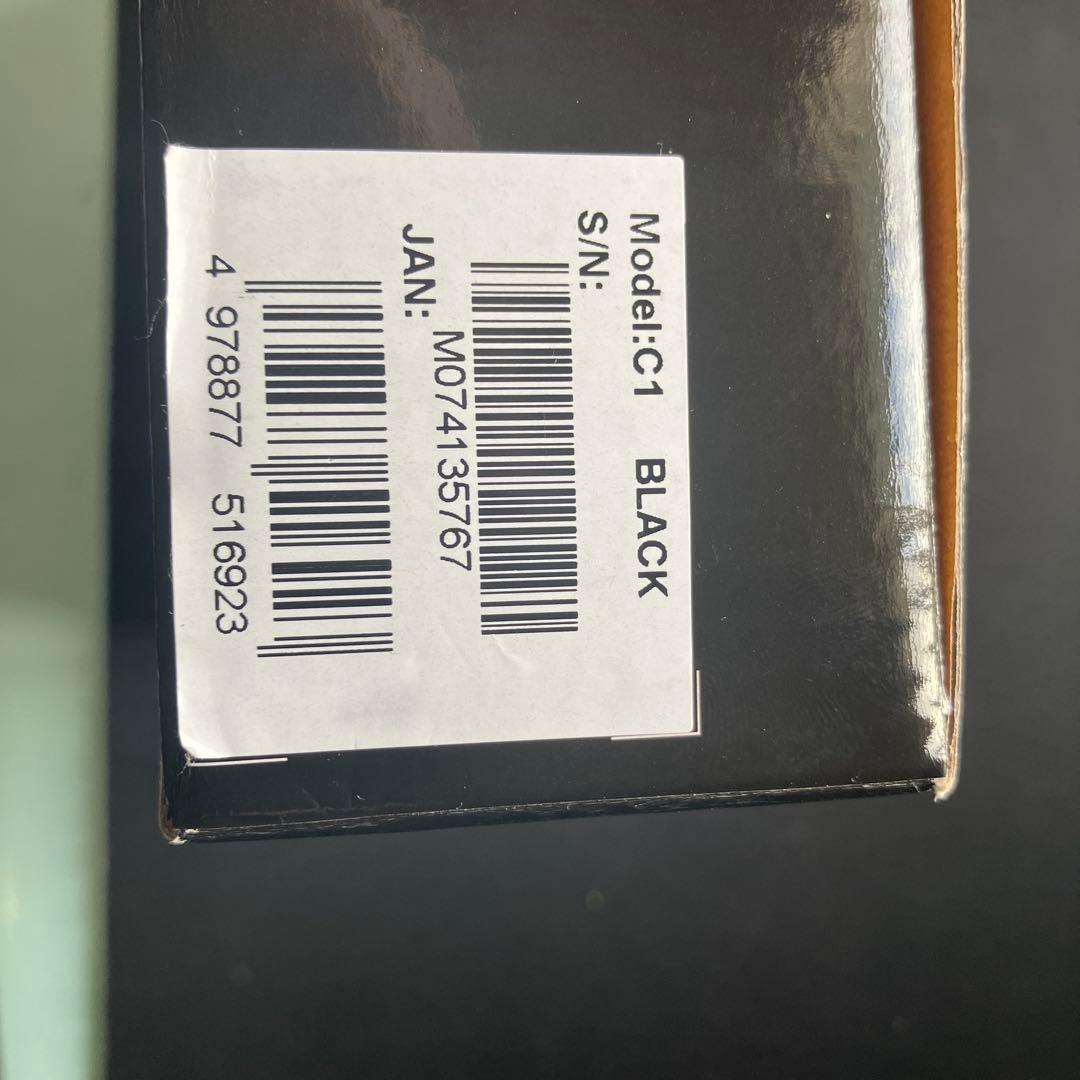 Model:C1 BLACK
S/N:
M074135767
JAN:
4 978877 516923